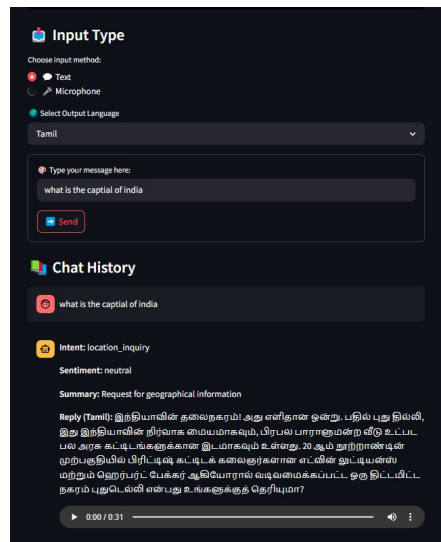 Input Type
Choose input method:
Text
Microphone
Select Output Language
Tamil
Type your message here:
what is the captial of india
Send
Chat History
what is the captial of india
Intent: location_inquiry
Sentiment: neutral
Summary: Request for geographical information
Reply (Tamil): இந்தியாவின் தலைநகரம்! அது எளிதான ஒன்று. பதில் புது தில்லி,
இது இந்தியாவின் நிர்வாக மையமாகவும், பிரபல பாராளுமன்ற வீடு உட்பட
பல அரசு கட்டிடங்களுக்கான இடமாகவும் உள்ளது. 20 ஆம் நூற்றாண்டின்
முற்பகுதியில் பிரிட்டிஷ் கட்டிடக் கலைஞர்களான எட்வின் லுட்டியன்ஸ்
மற்றும் ஹெர்பர்ட் பேக்கர் ஆகியோரால் வடிவமைக்கப்பட்ட ஒரு திட்டமிட்ட
நகரம் புதுடெல்லி என்பது உங்களுக்குத் தெரியுமா?
0:00 / 0:31